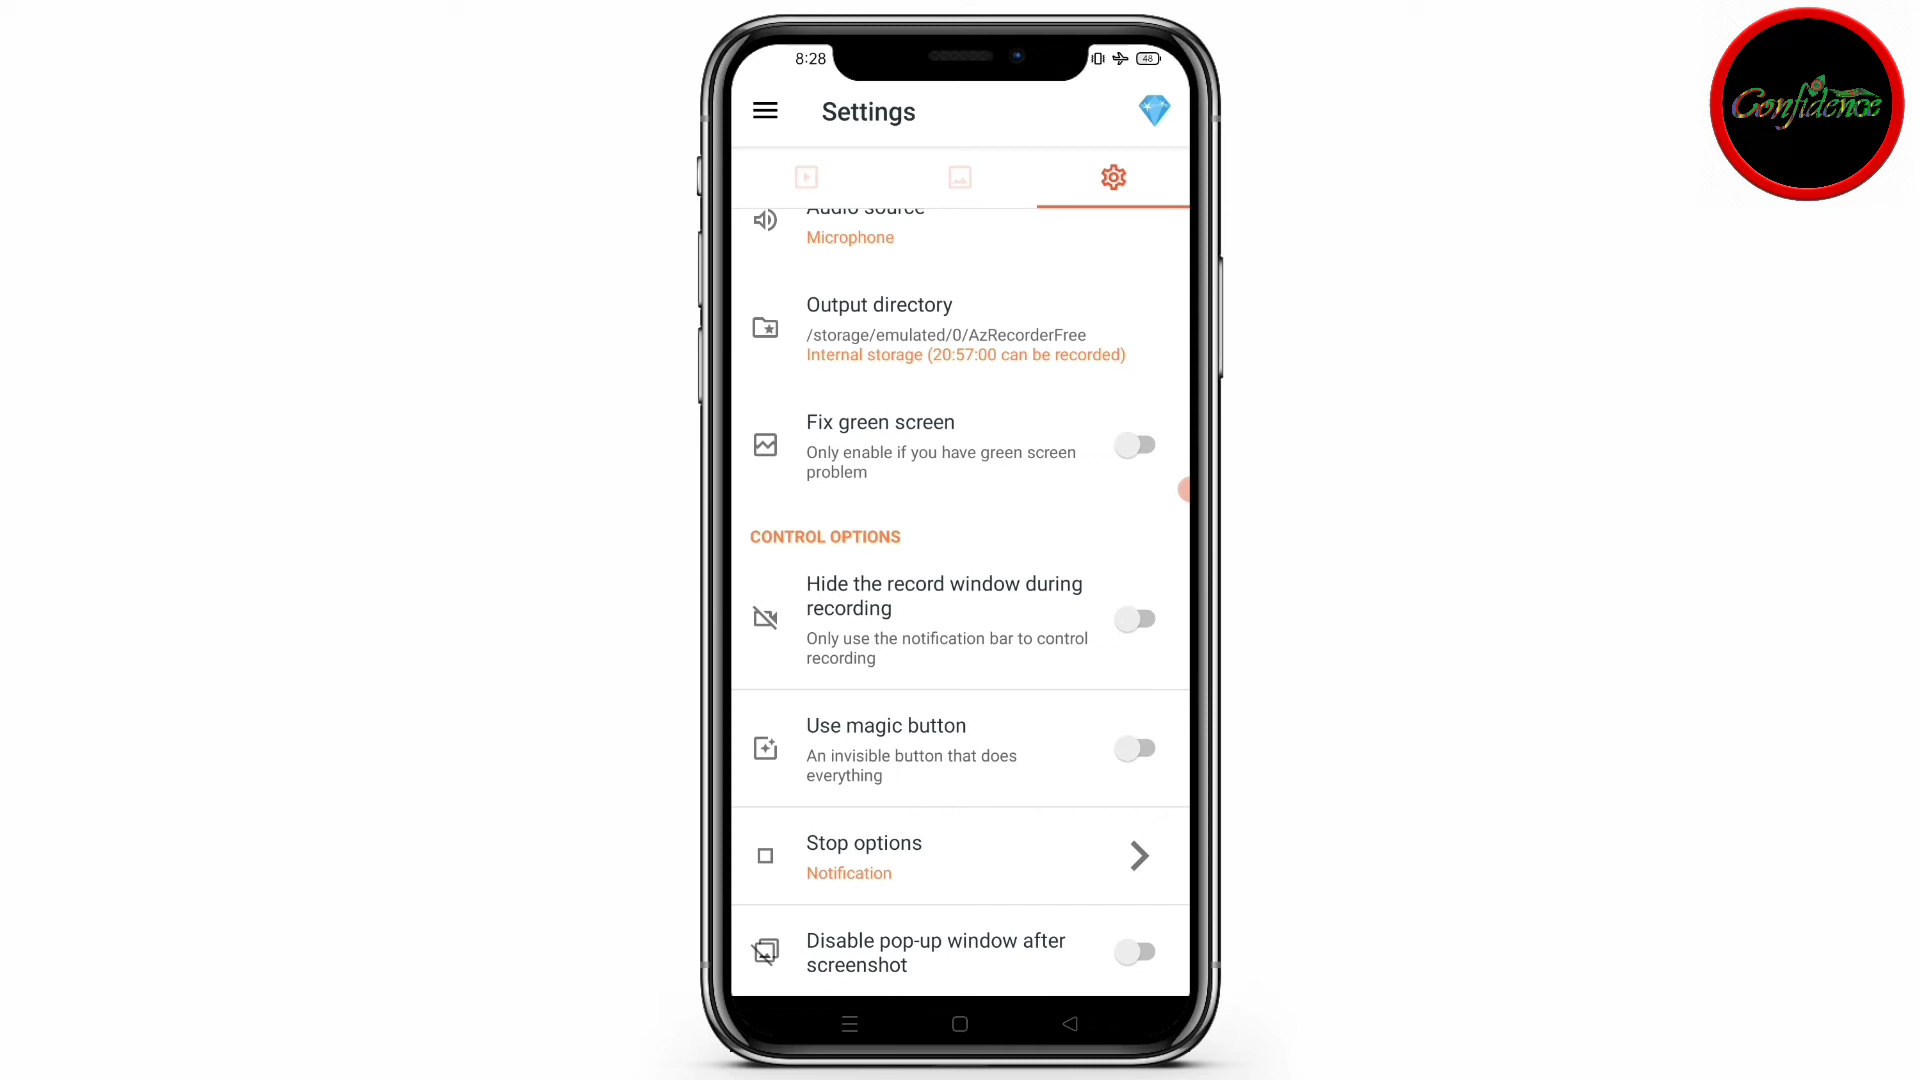 8:28
48
Confidence
Settings
Audio source
Microphone
Output directory
/storage/emulated/0/AzRecorderFree
Internal storage (20:57:00 can be recorded)
Fix green screen
Only enable if you have green screen
problem
CONTROL OPTIONS
Hide the record window during
recording
Only use the notification bar to control
recording
Use magic button
An invisible button that does
everything
Stop options
Notification
Disable pop-up window after
screenshot